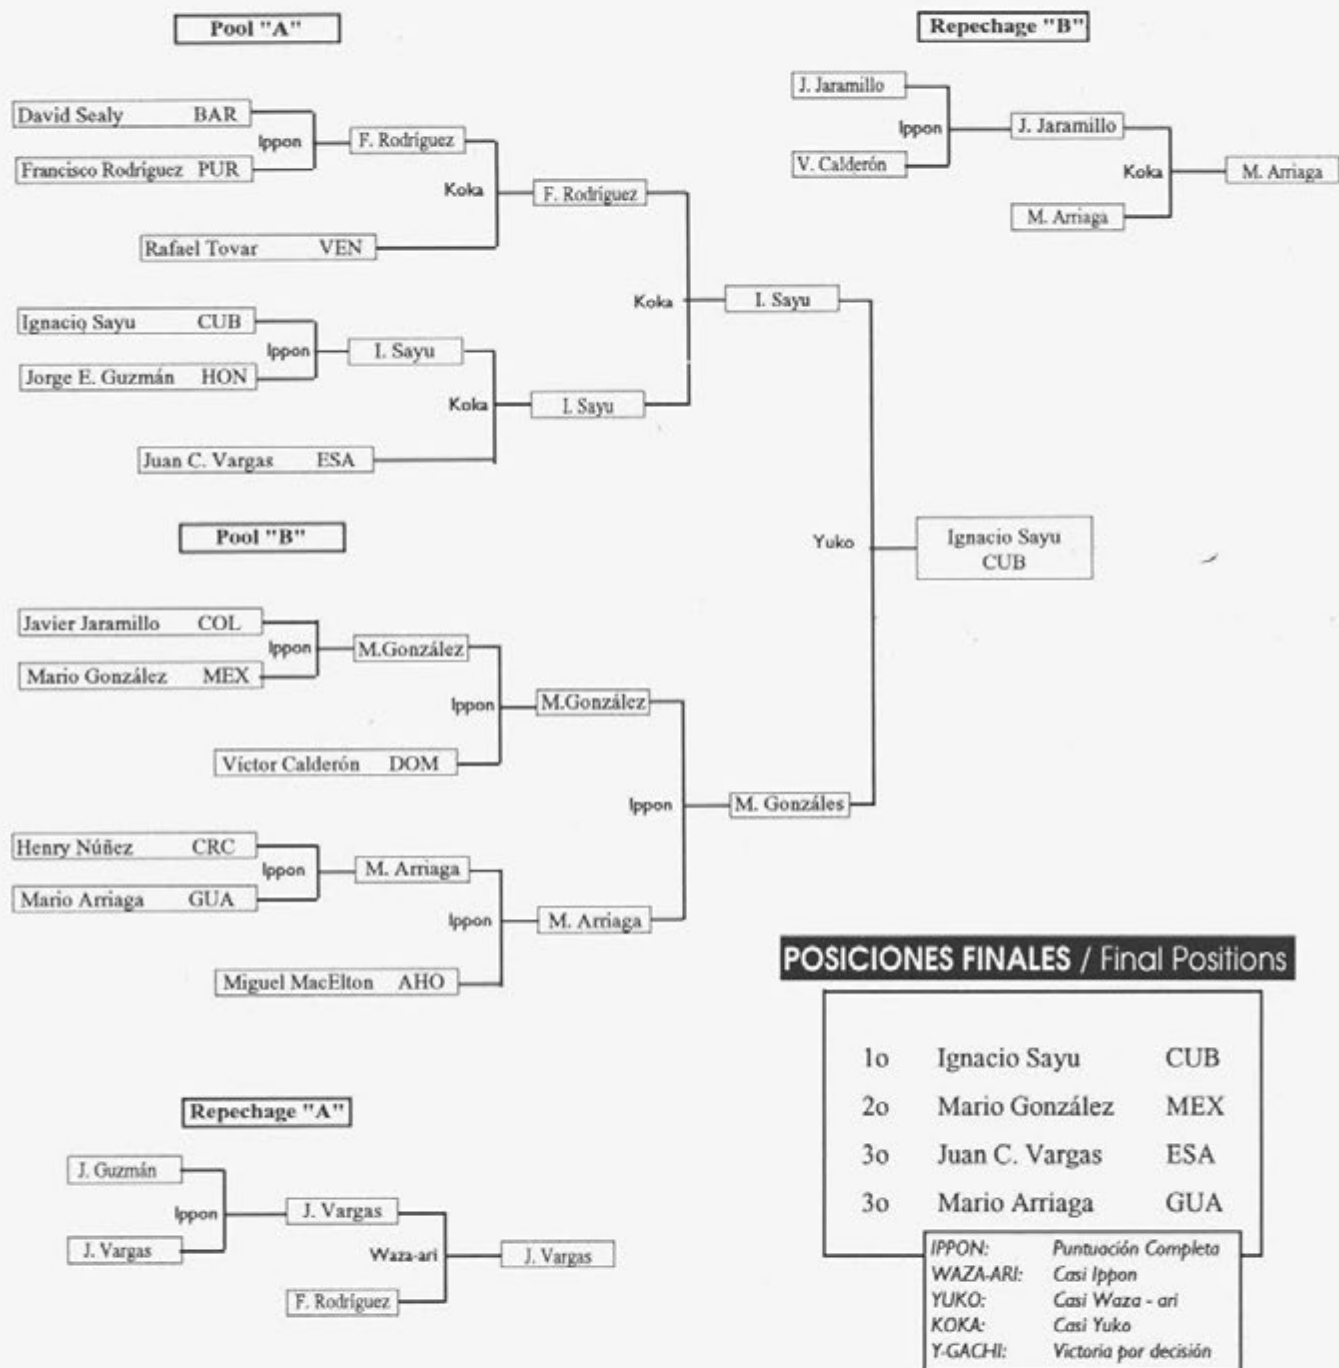 Pool "A"
David Sealy BAR
Ippon
F. Rodríguez
Francisco Rodríguez PUR
Koka
F. Rodríguez
Rafael Tovar VEN
Koka
I. Sayu
Ignacio Sayu CUB
Ippon
I. Sayu
Jorge E. Guzmán HON
Koka
I. Sayu
Juan C. Vargas ESA
Yuko
Ignacio Sayu
CUB
Pool "B"
Javier Jaramillo COL
Ippon
M.González
Mario González MEX
Ippon
M.González
Víctor Calderón DOM
Ippon
M. Gonzáles
Henry Núñez CRC
Ippon
M. Arriaga
Mario Arriaga GUA
Ippon
M. Arriaga
Miguel MacElton AHO
Repechage "A"
J. Guzmán
Ippon
J. Vargas
J. Vargas
Waza-ari
J. Vargas
F. Rodríguez
Repechage "B"
J. Jaramillo
Ippon
J. Jaramillo
V. Calderón
Koka
M. Arriaga
M. Arriaga
POSICIONES FINALES / Final Positions
1o Ignacio Sayu CUB
2o Mario González MEX
3o Juan C. Vargas ESA
3o Mario Arriaga GUA
IPPON: Puntuación Completa
WAZA-ARI: Casi Ippon
YUKO: Casi Waza - ari
KOKA: Casi Yuko
Y-GACHI: Victoria por decisión